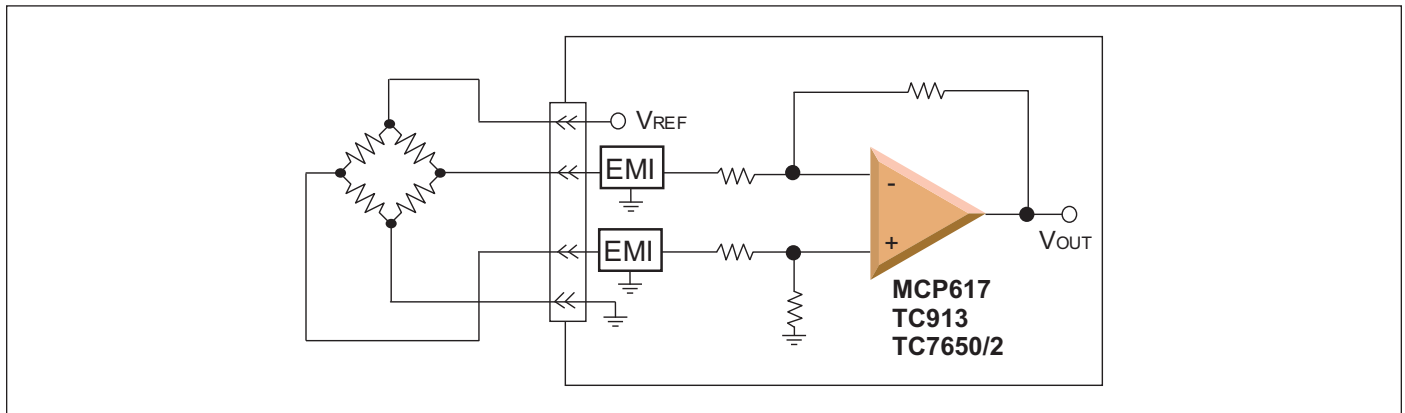 VREF
EMI
-
EMI
+
VOUT
MCP617
TC913
TC7650/2